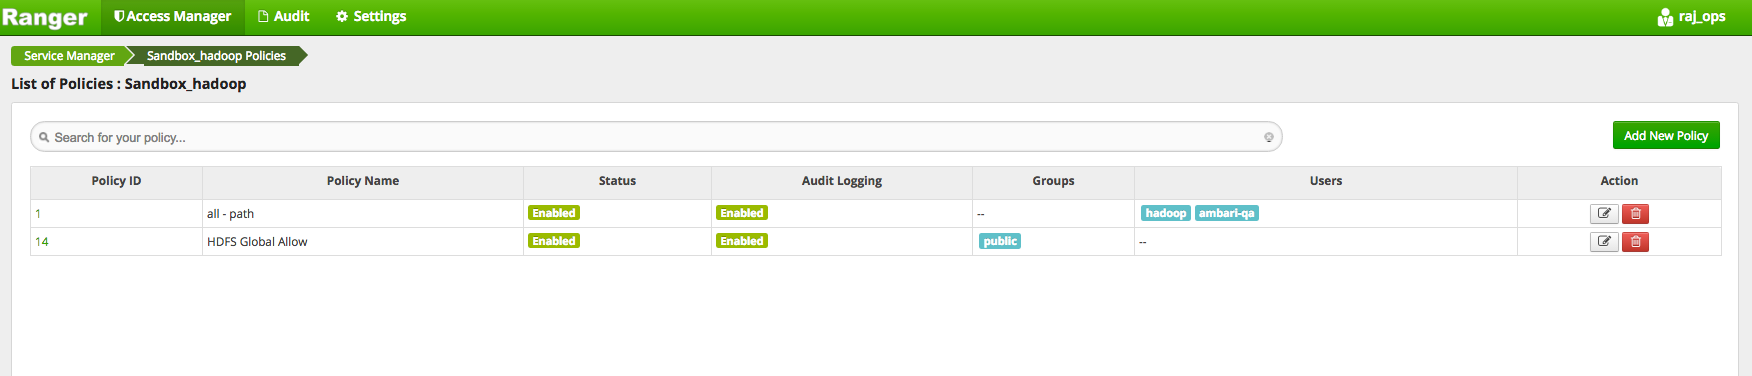 Ranger Access Manager Audit Settings raj_ops
Service Manager Sandbox_hadoop Policies
List of Policies : Sandbox_hadoop
Search for your policy... Add New Policy
Policy ID Policy Name Status Audit Logging Groups Users Action
1 all - path Enabled Enabled -- hadoop ambari-qa
14 HDFS Global Allow Enabled Enabled public --